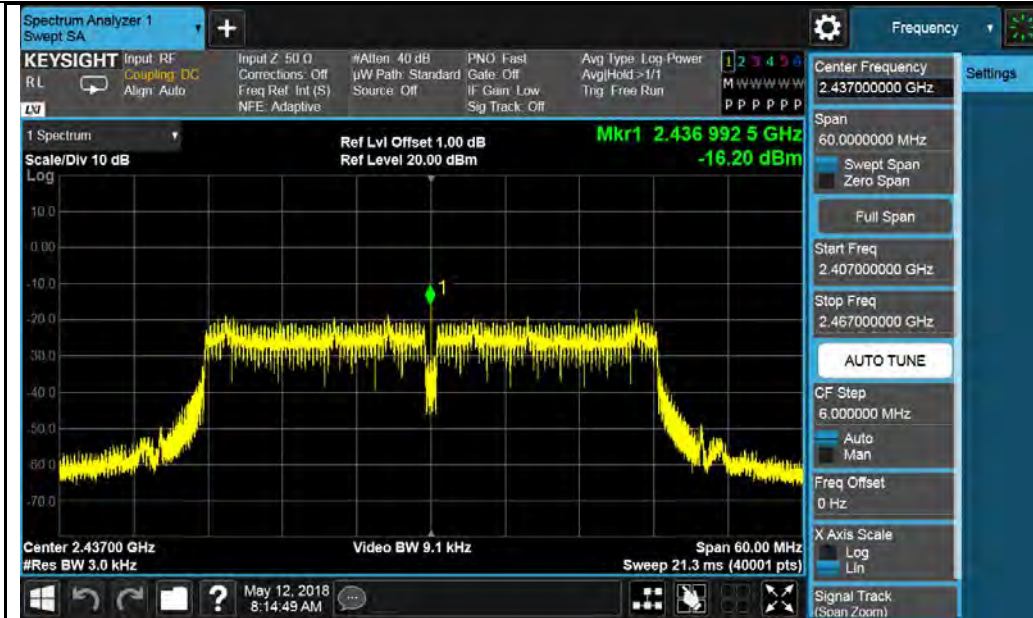 Spectrum Analyzer 1
Swept SA
+
Frequency
KEYSIGHT
RL
LXI
Input: RF
Coupling: DC
Align: Auto
Input Z: 50 Ω
Corrections: Off
Freq Ref: Int (S)
NFE: Adaptive
#Atten: 40 dB
µW Path: Standard
Source: Off
PNO: Fast
Gate: Off
IF Gain: Low
Sig Track: Off
Avg Type: Log-Power
Avg|Hold:>1/1
Trig: Free Run
1 2 3 4 5 6
M W W W W W
P P P P P P
1 Spectrum
Scale/Div 10 dB
Log
Ref Lvl Offset 1.00 dB
Ref Level 20.00 dBm
Mkr1 2.436 992 5 GHz
-16.20 dBm
10.0
0.00
-10.0
-20.0
-30.0
-40.0
-50.0
-60.0
-70.0
1
Center 2.43700 GHz
#Res BW 3.0 kHz
Video BW 9.1 kHz
Span 60.00 MHz
Sweep 21.3 ms (40001 pts)
?
May 12, 2018
8:14:49 AM
Center Frequency
2.437000000 GHz
Span
60.0000000 MHz
Swept Span
Zero Span
Full Span
Start Freq
2.407000000 GHz
Stop Freq
2.467000000 GHz
AUTO TUNE
CF Step
6.000000 MHz
Auto
Man
Freq Offset
0 Hz
X Axis Scale
Log
Lin
Signal Track
(Span Zoom)
Settings